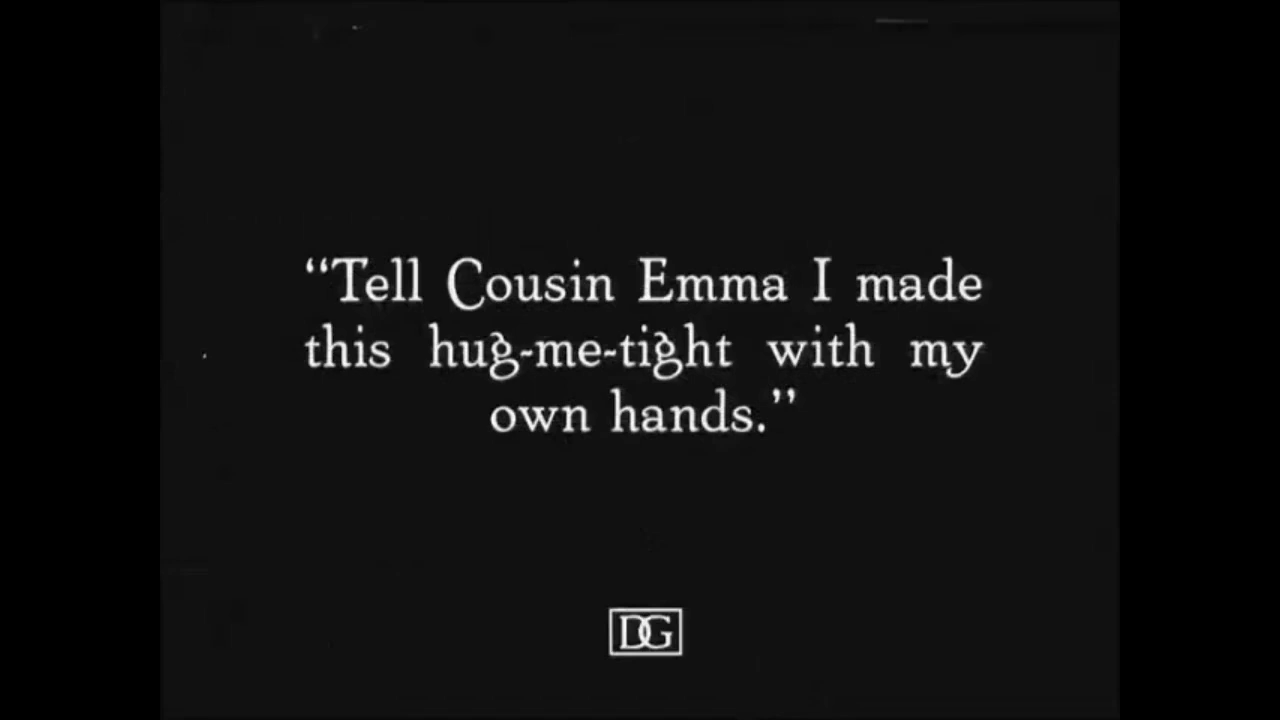 “Tell Cousin Emma I made
this hug-me-tight with my
own hands.”
DG